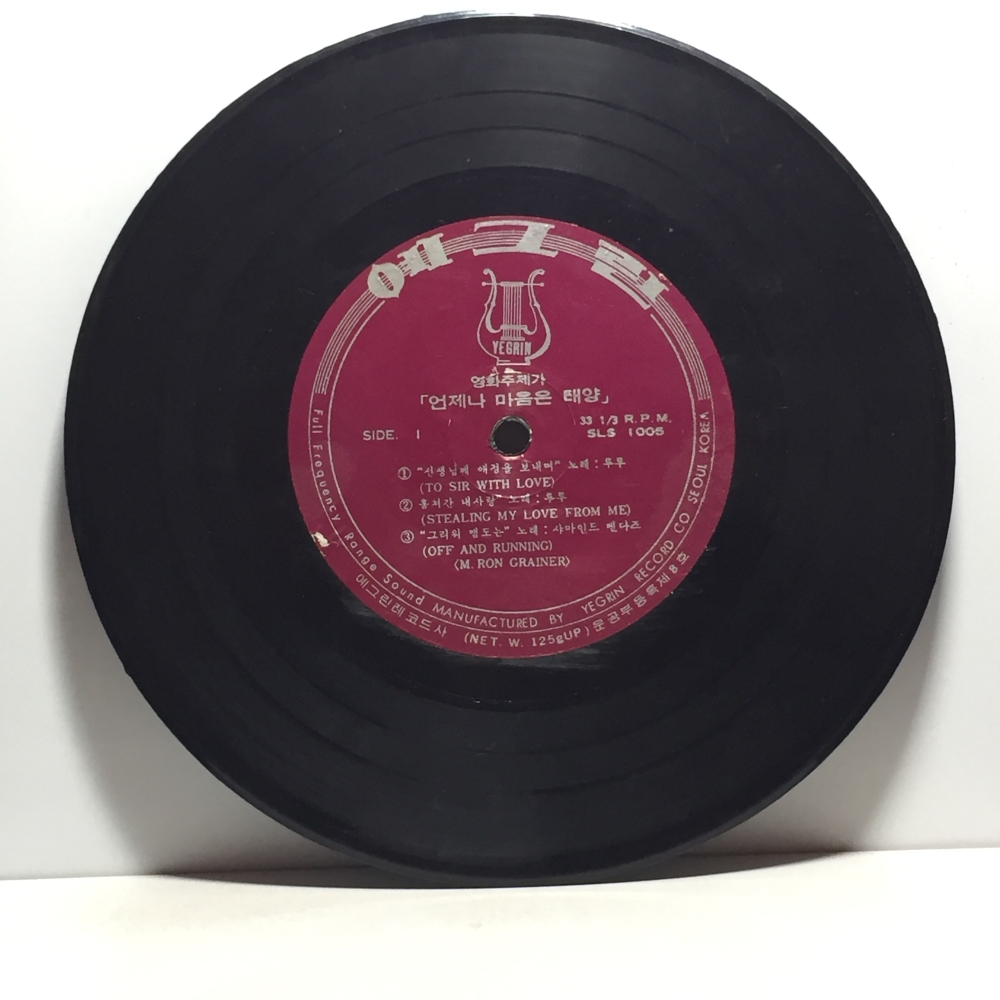 예그린
YEGRIN
영화주제가
「언제나 마음은 태양」
33 1/3 R.P.M.
SIDE. 1
SLS 1005
① "선생님께 애정을 보내며" 노래 : 루루
(TO SIR WITH LOVE)
② 훔쳐간 내사랑" 노래 : 루루
(STEALING MY LOVE FROM ME)
③ "그리워 맴도는" 노래 : 샤마인드 벤다즈
(OFF AND RUNNING)
(M. RON GRAINER)
Full Frequency Range Sound MANUFACTURED BY YEGRIN RECORD CO SEOUL KOREA
예그린레코드사 (NET. W. 125gUP) 문공부등록제8호